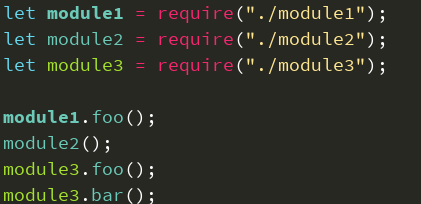 let module1 = require("./module1");
let module2 = require("./module2");
let module3 = require("./module3");
module1.foo();
module2();
module3.foo();
module3.bar();